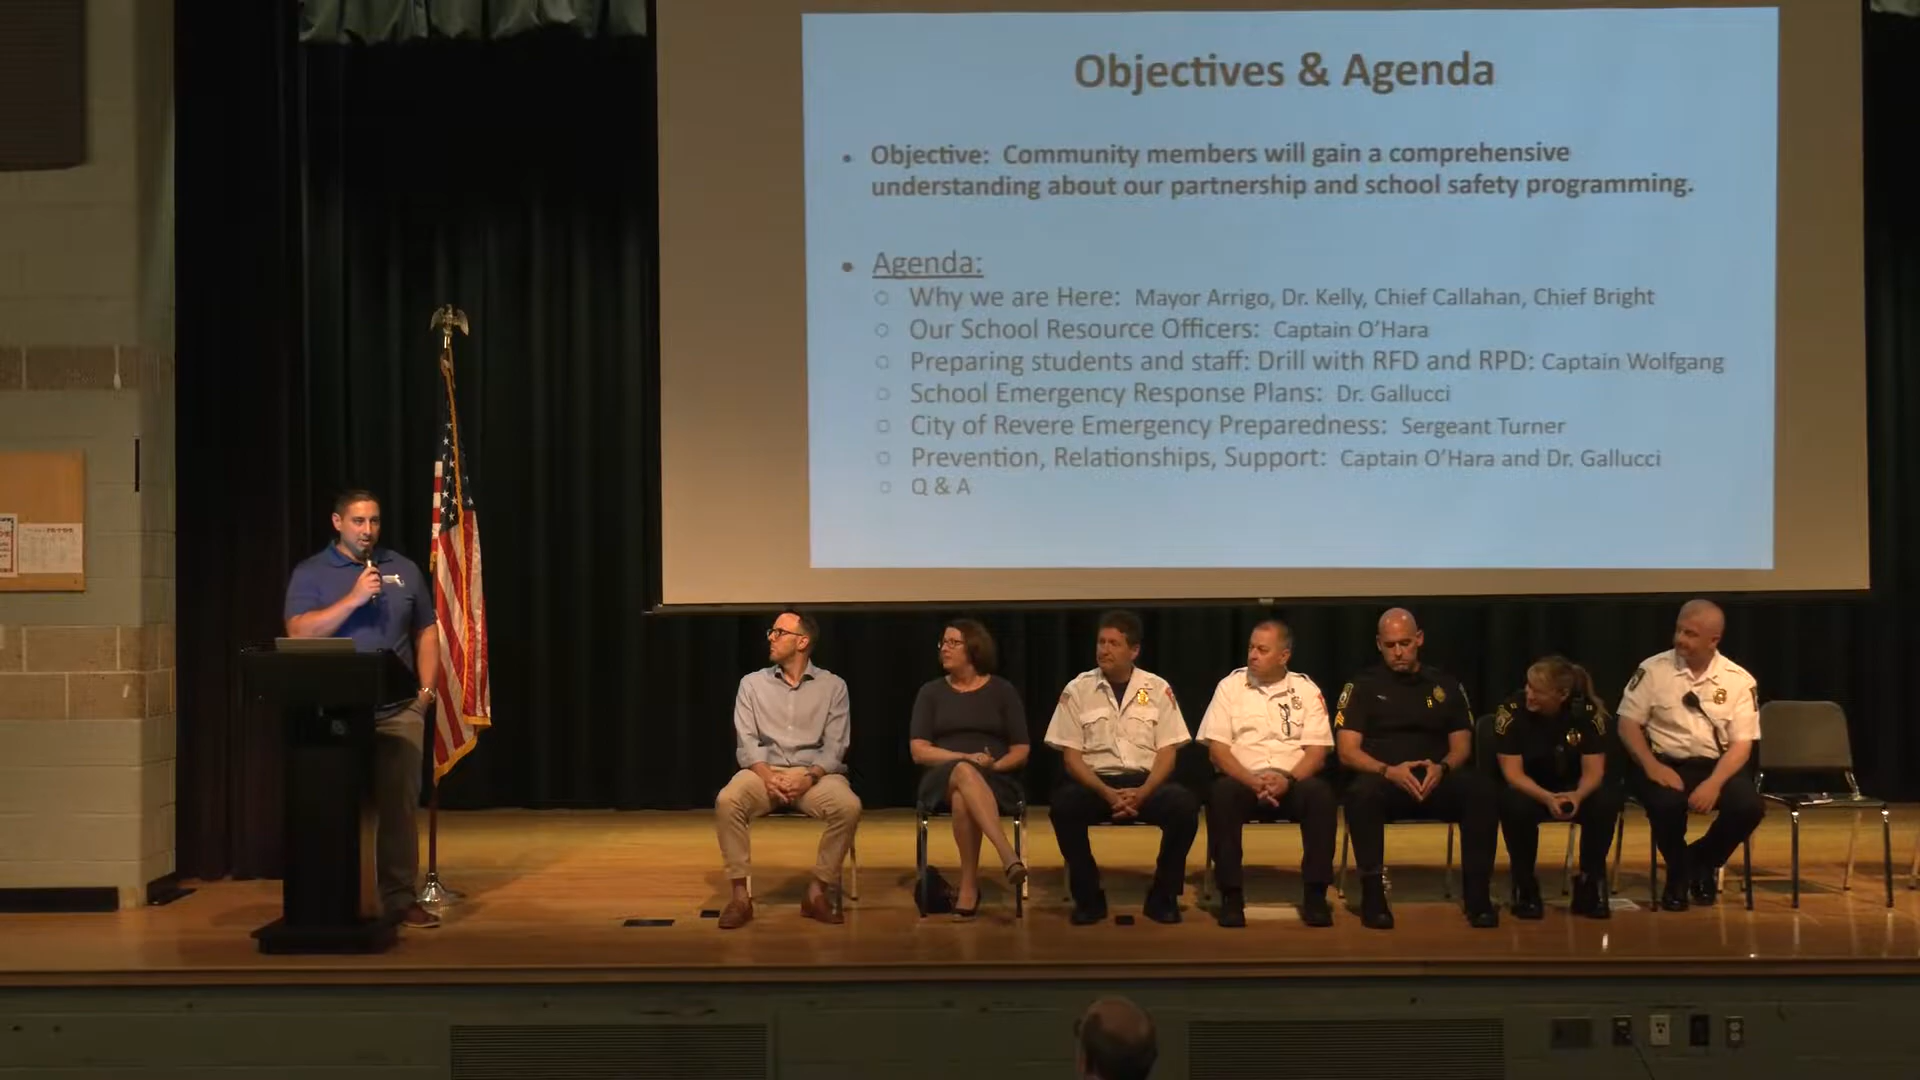 Objectives & Agenda
• Objective: Community members will gain a comprehensive
understanding about our partnership and school safety programming.
• Agenda:
○ Why we are Here: Mayor Arrigo, Dr. Kelly, Chief Callahan, Chief Bright
○ Our School Resource Officers: Captain O'Hara
○ Preparing students and staff: Drill with RFD and RPD: Captain Wolfgang
○ School Emergency Response Plans: Dr. Gallucci
○ City of Revere Emergency Preparedness: Sergeant Turner
○ Prevention, Relationships, Support: Captain O'Hara and Dr. Gallucci
○ Q & A